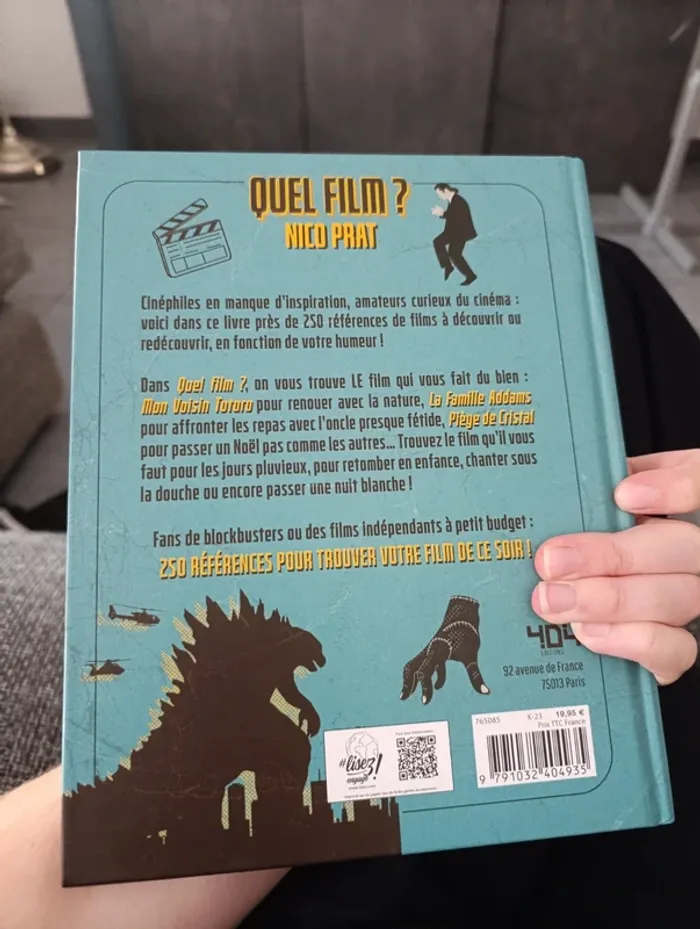 QUEL FILM ?
NICO PRAT
Cinéphiles en manque d'inspiration, amateurs curieux du cinéma :
voici dans ce livre près de 250 références de films à découvrir ou
redécouvrir, en fonction de votre humeur !
Dans Quel Film ?, on vous trouve LE film qui vous fait du bien :
Mon Voisin Totoro pour renouer avec la nature, La Famille Addams
pour affronter les repas avec l'oncle presque fétide, Piège de Cristal
pour passer un Noël pas comme les autres... Trouvez le film qu'il vous
faut pour les jours pluvieux, pour retomber en enfance, chanter sous
la douche ou encore passer une nuit blanche !
Fans de blockbusters ou des films indépendants à petit budget :
250 RÉFÉRENCES POUR TROUVER VOTRE FILM DE CE SOIR !
404
ÉDITIONS
92 avenue de France
75013 Paris
765085 K-23 19,95 €
Prix TTC France
#lisez!
engagé
9 791032 404935